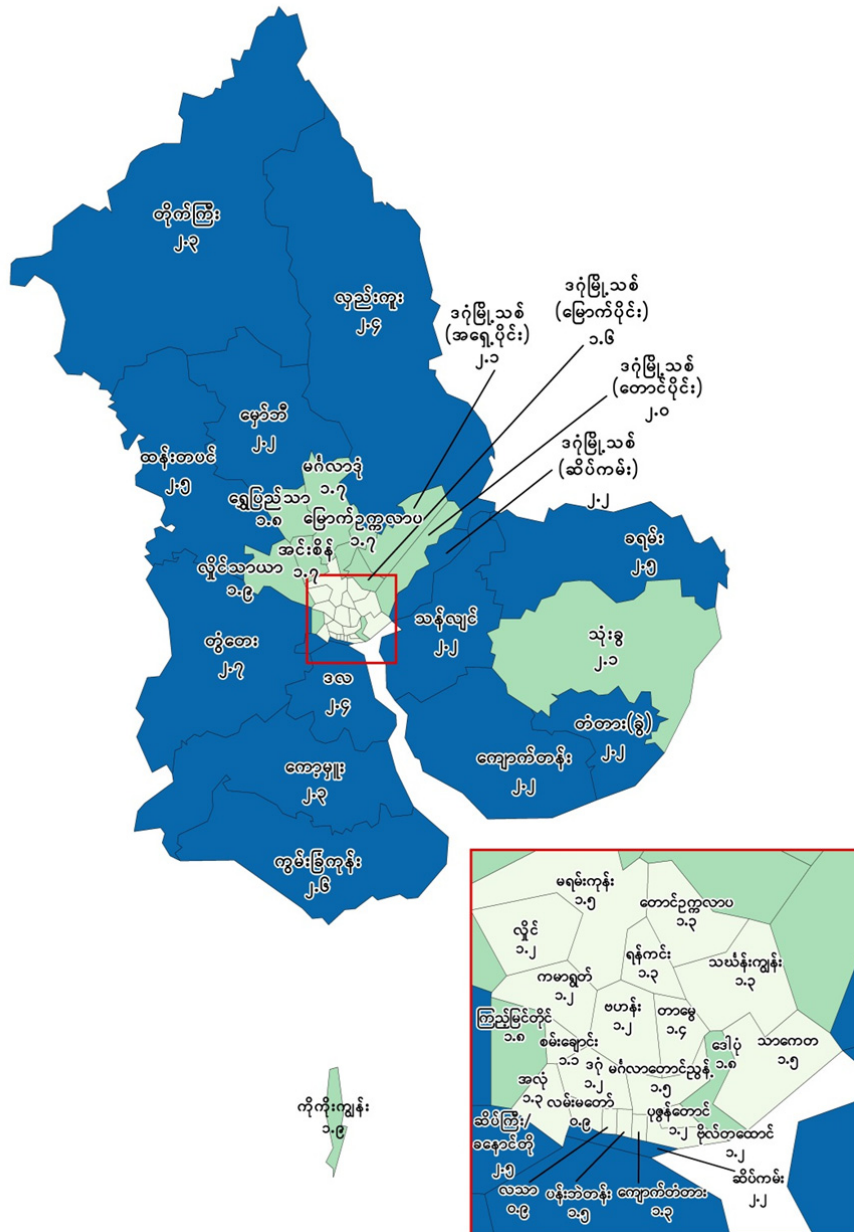 တိုက်ကြီး
၂.၃
လှည်းကူး
၂.၄
ဒဂုံမြို့သစ်
(မြောက်ပိုင်း)
၁.၆
ဒဂုံမြို့သစ်
(အရှေ့ပိုင်း)
၂.၁
ဒဂုံမြို့သစ်
(တောင်ပိုင်း)
၂.၀
ဒဂုံမြို့သစ်
(ဆိပ်ကမ်း)
၂.၂
မှော်ဘီ
၂.၂
ထန်းတပင်
၂.၅
မင်္ဂလာဒုံ
၁.၇
ရွှေပြည်သာ
၁.၈
မြောက်ဥက္ကလာပ
၁.၇
အင်းစိန်
၁.၇
လှိုင်သာယာ
၁.၉
ခရမ်း
၂.၅
သန်လျင်
၂.၂
သုံးခွ
၂.၁
တွံတေး
၂.၇
ဒလ
၂.၄
တံတား(ခွဲ)
၂.၂
ကျောက်တန်း
၂.၂
ကော့မှူး
၂.၃
ကွမ်းခြံကုန်း
၂.၆
ကိုကိုးကျွန်း
၁.၉
မရမ်းကုန်း
၁.၅
တောင်ဥက္ကလာပ
၁.၃
လှိုင်
၁.၂
ရန်ကင်း
၁.၃
သင်္ဃန်းကျွန်း
၁.၃
ကမာရွတ်
၁.၂
ဗဟန်း
၁.၂
တာမွေ
၁.၄
ကြည့်မြင်တိုင်
၁.၈
စမ်းချောင်း
၁.၁
ဒေါပုံ
၁.၈
သာကေတ
၁.၅
ဒဂုံ
၁.၂
မင်္ဂလာတောင်ညွန့်
၁.၅
အလုံ
၁.၃
လမ်းမတော်
၀.၉
ပုဇွန်တောင်
၁.၂
ဗိုလ်တထောင်
၁.၂
ဆိပ်ကြီး/
ခနောင်တို
၂.၅
လသာ
၀.၉
ပန်းဘဲတန်း
၁.၅
ကျောက်တံတား
၁.၃
ဆိပ်ကမ်း
၂.၂